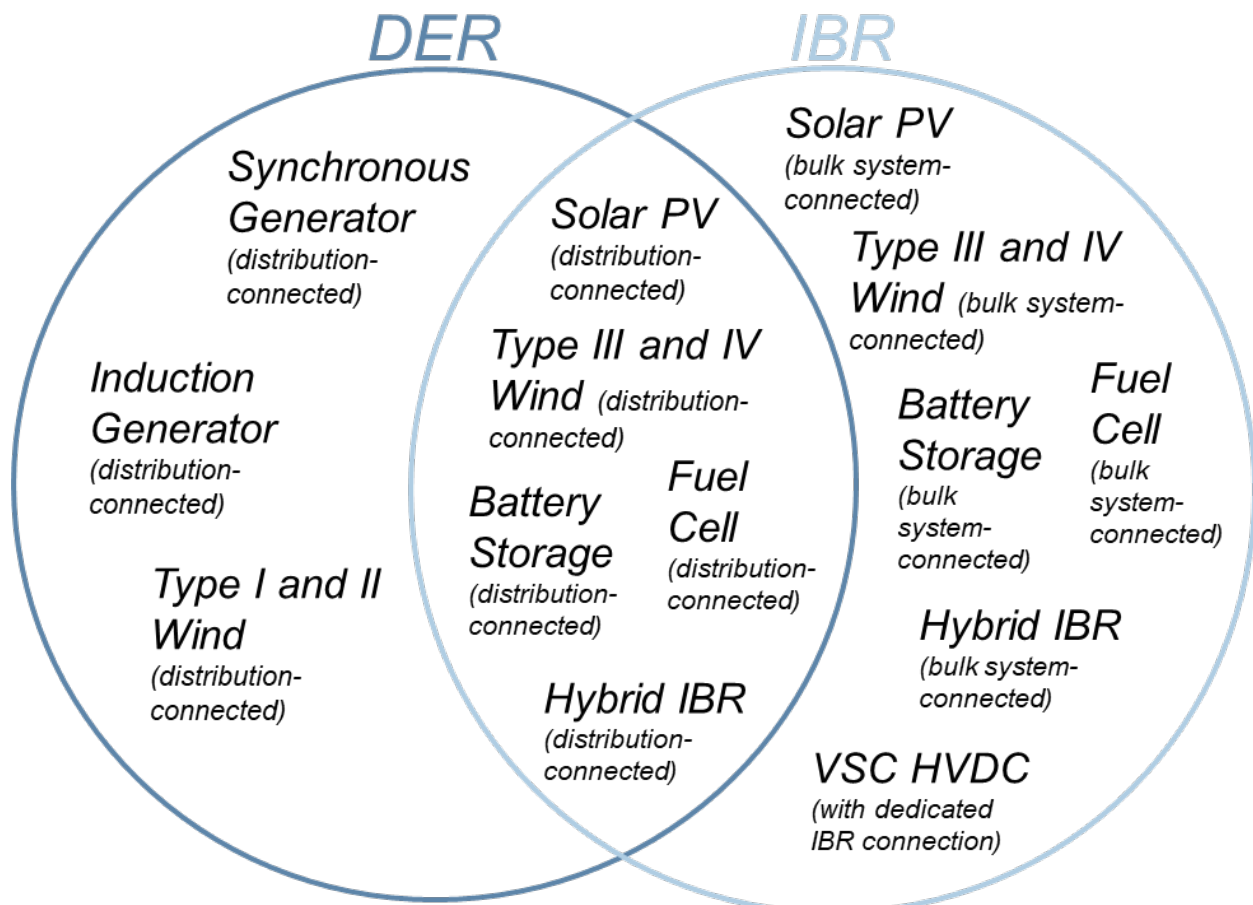 DER
IBR
Synchronous
Generator
(distribution-
connected)
Induction
Generator
(distribution-
connected)
Type I and II
Wind
(distribution-
connected)
Solar PV
(distribution-
connected)
Type III and IV
Wind (distribution-
connected)
Battery
Storage
(distribution-
connected)
Fuel
Cell
(distribution-
connected)
Hybrid IBR
(distribution-
connected)
Solar PV
(bulk system-
connected)
Type III and IV
Wind (bulk system-
connected)
Battery
Storage
(bulk
system-
connected)
Fuel
Cell
(bulk
system-
connected)
Hybrid IBR
(bulk system-
connected)
VSC HVDC
(with dedicated
IBR connection)